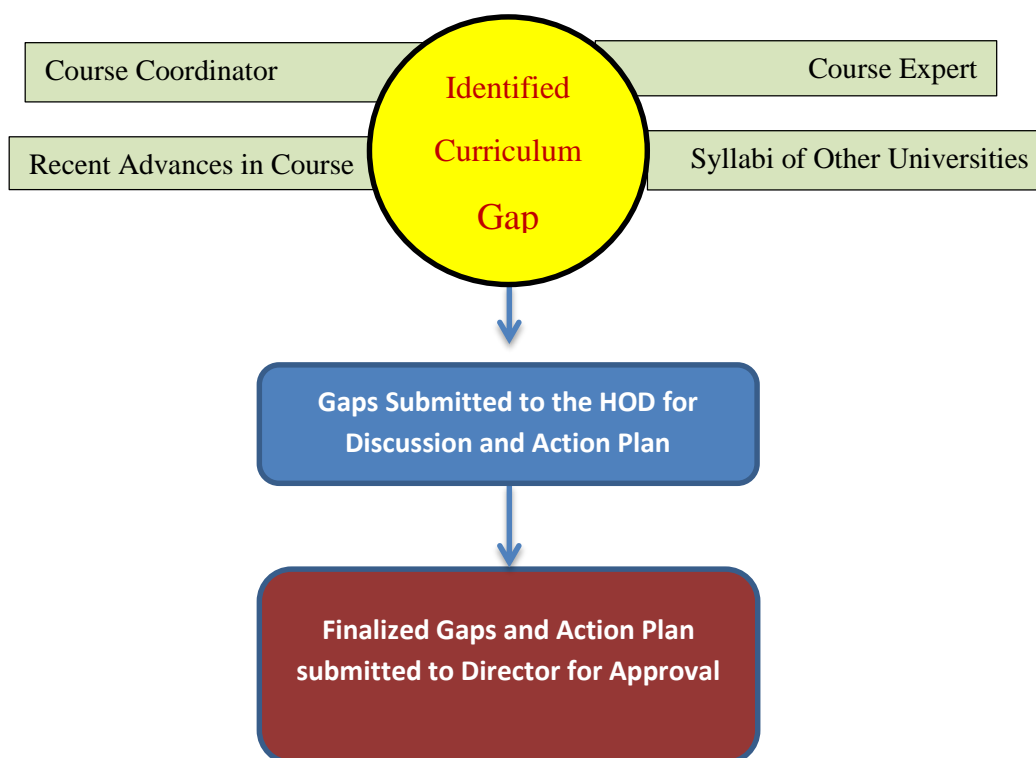 Course Coordinator
Course Expert
Recent Advances in Course
Syllabi of Other Universities
Identified
Curriculum
Gap
Gaps Submitted to the HOD for
Discussion and Action Plan
Finalized Gaps and Action Plan
submitted to Director for Approval